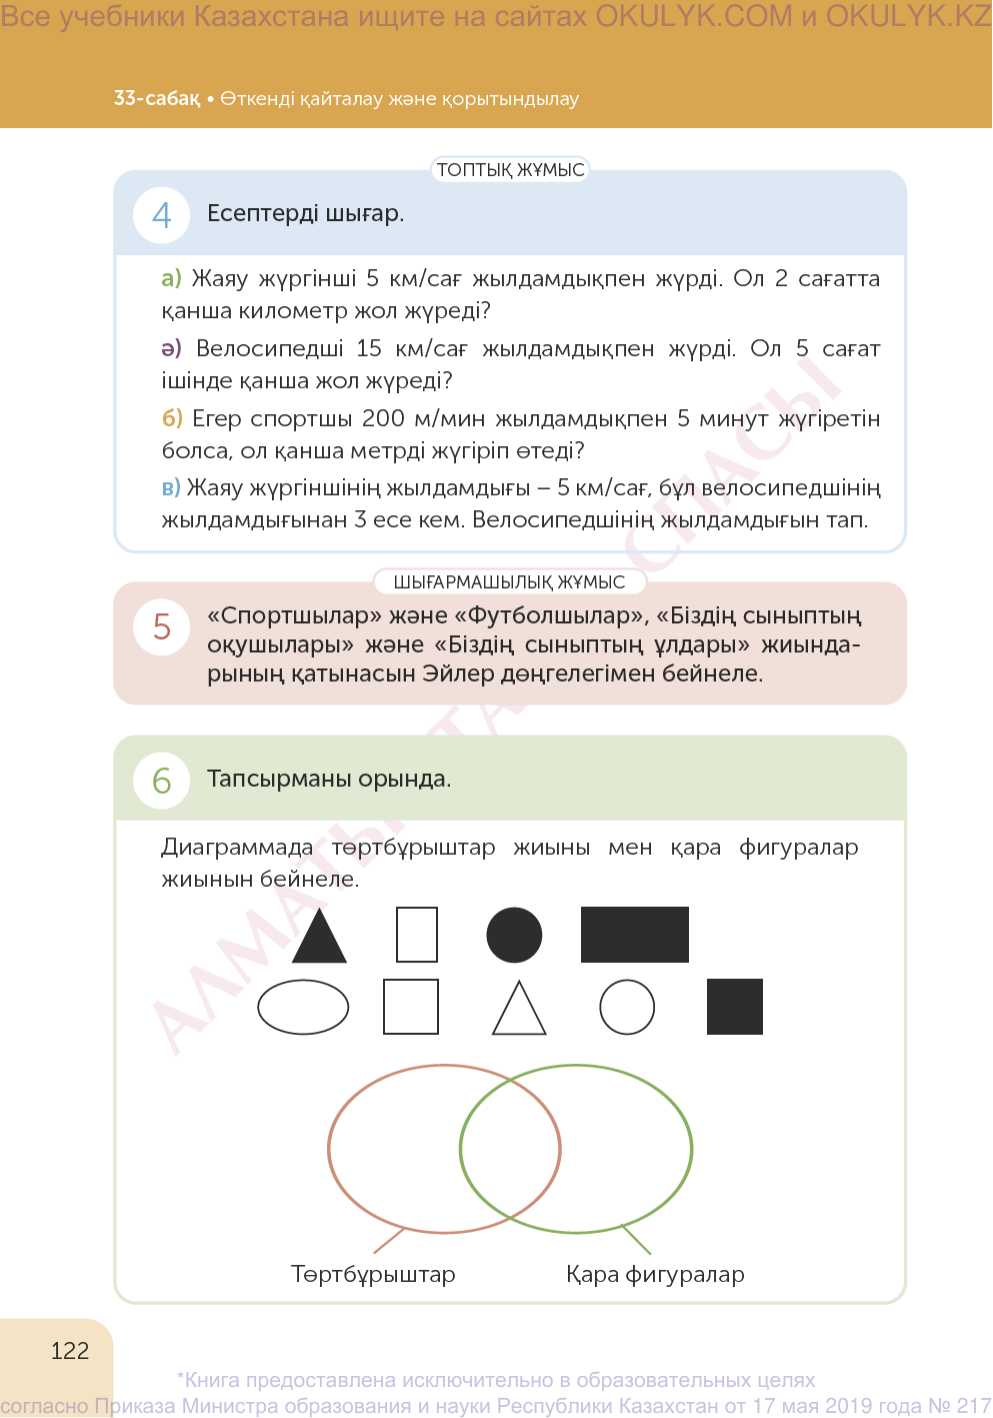 Все учебники Казахстана ищите на сайтах OKULYK.COM и OKULYK.KZ
33-сабақ • Өткенді қайталау және қорытындылау
ТОПТЫҚ ЖҰМЫС
4 Есептерді шығар.
а) Жаяу жүргінші 5 км/сағ жылдамдықпен жүрді. Ол 2 сағатта
қанша километр жол жүреді?
ә) Велосипедші 15 км/сағ жылдамдықпен жүрді. Ол 5 сағат
ішінде қанша жол жүреді?
б) Егер спортшы 200 м/мин жылдамдықпен 5 минут жүгіретін
болса, ол қанша метрді жүгіріп өтеді?
в) Жаяу жүргіншінің жылдамдығы – 5 км/сағ, бұл велосипедшінің
жылдамдығынан 3 есе кем. Велосипедшінің жылдамдығын тап.
ШЫҒАРМАШЫЛЫҚ ЖҰМЫС
5 «Спортшылар» және «Футболшылар», «Біздің сыныптың
оқушылары» және «Біздің сыныптың ұлдары» жиында-
рының қатынасын Эйлер дөңгелегімен бейнеле.
6 Тапсырманы орында.
Диаграммада төртбұрыштар жиыны мен қара фигуралар
жиынын бейнеле.
Төртбұрыштар Қара фигуралар
122
*Книга предоставлена исключительно в образовательных целях
согласно Приказа Министра образования и науки Республики Казахстан от 17 мая 2019 года № 217